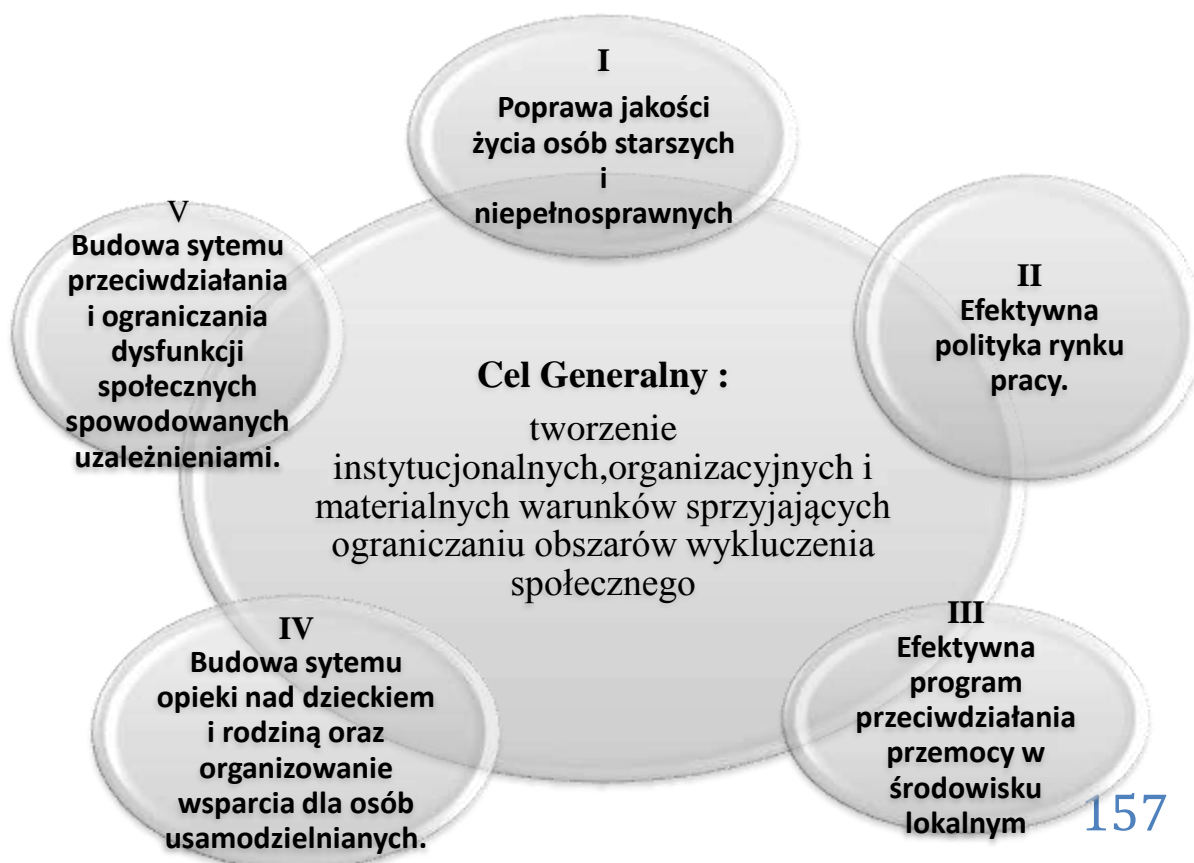 I
Poprawa jakości
życia osób starszych
i
niepełnosprawnych
II
Efektywna
polityka rynku
pracy.
III
Efektywna
program
przeciwdziałania
przemocy w
środowisku
lokalnym
IV
Budowa sytemu
opieki nad dzieckiem
i rodziną oraz
organizowanie
wsparcia dla osób
usamodzielnianych.
V
Budowa sytemu
przeciwdziałania
i ograniczania
dysfunkcji
społecznych
spowodowanych
uzależnieniami.
Cel Generalny :
tworzenie
instytucjonalnych,organizacyjnych i
materialnych warunków sprzyjających
ograniczaniu obszarów wykluczenia
społecznego
157